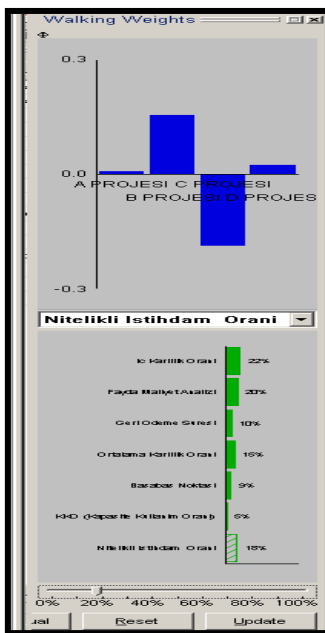 Walking Weights
0.3
0.0
A PROJESI C PROJESI
B PROJESI D PROJES
-0.3
Nitelikli Istihdam Orani
Ic Karlilik Orani 22%
Fayda Maliyet Analizi 20%
Geri Odeme Suresi 10%
Ortalama Karlilik Orani 16%
Basabas Noktasi 9%
KKO (Kapasite Kullanim Orani) 5%
Nitelikli Istihdam Orani 18%
0% 20% 40% 60% 80% 100%
ual Reset Update